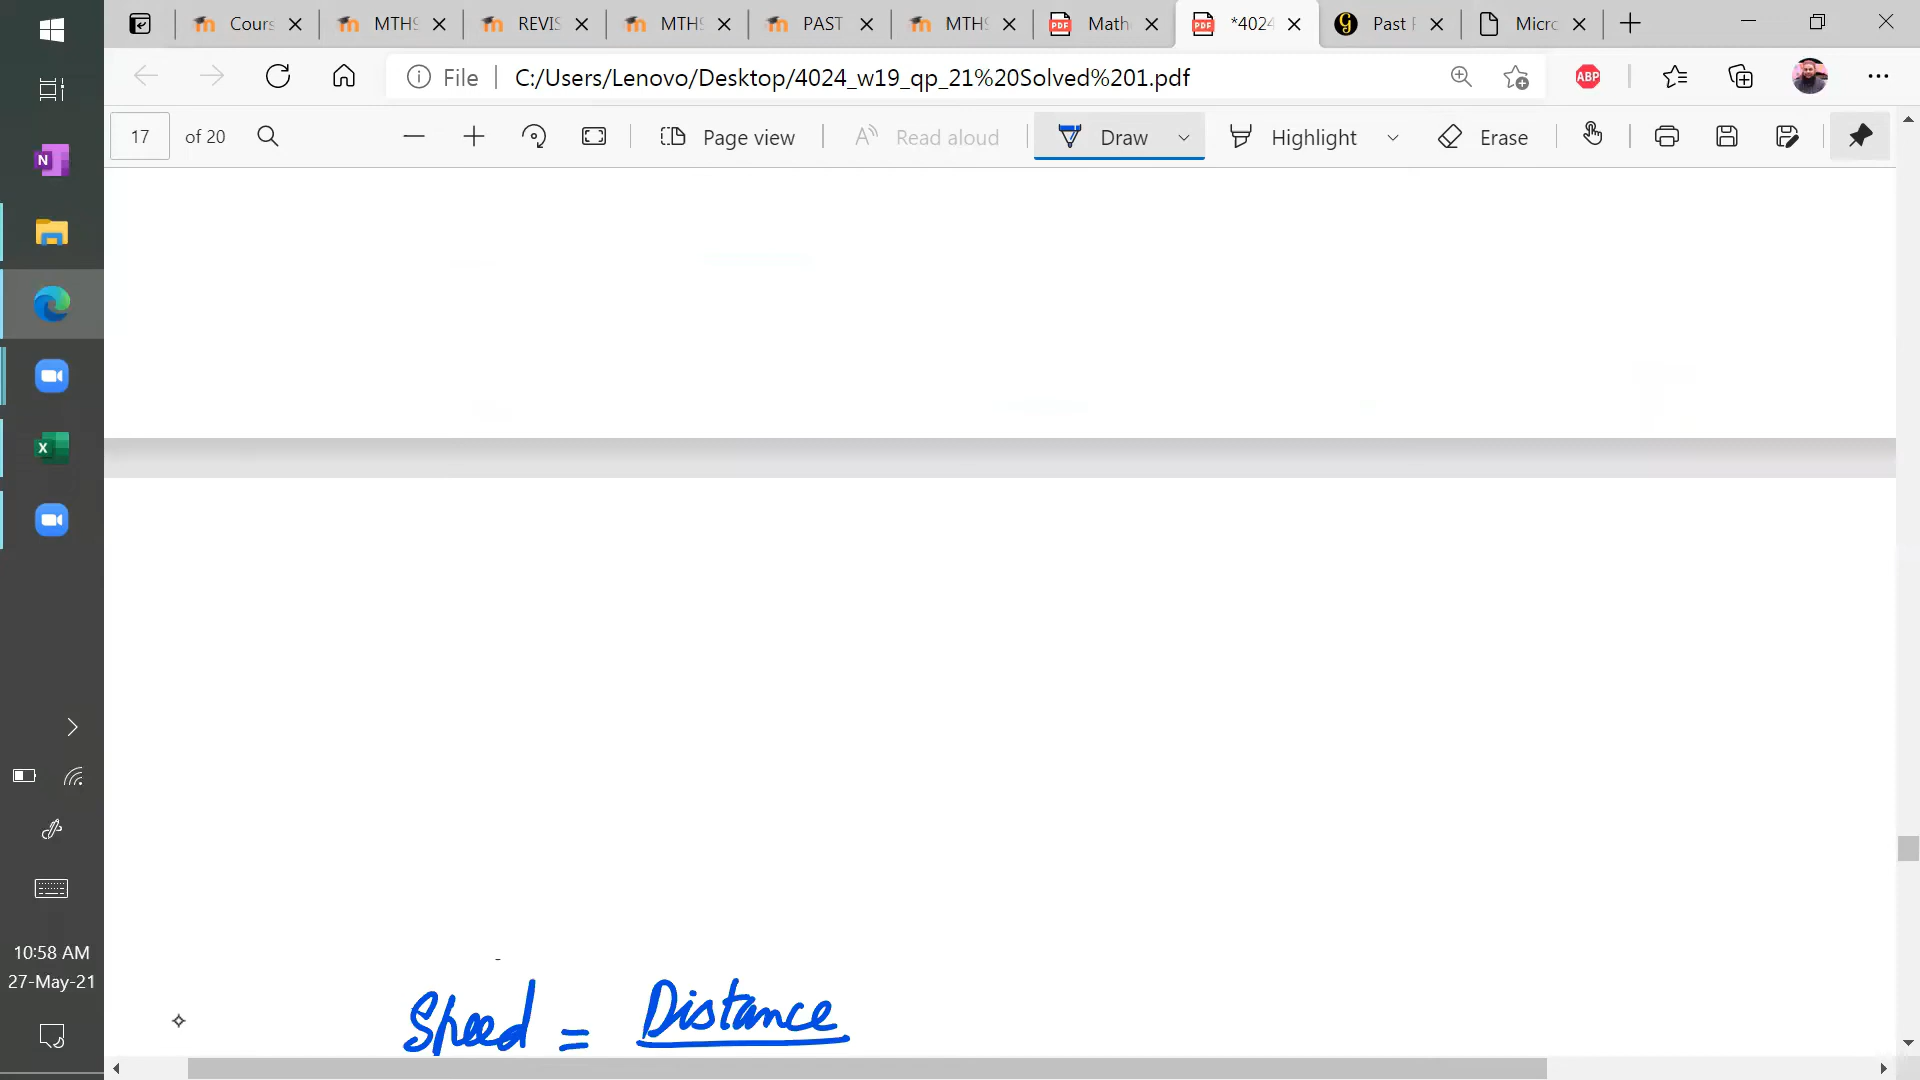 Cours
MTHS
REVIS
MTHS
PAST
MTHS
Math
*4024
Past P
Micro
File
C:/Users/Lenovo/Desktop/4024_w19_qp_21%20Solved%201.pdf
ABP
17 of 20
Page view
Read aloud
Draw
Highlight
Erase
10:58 AM
27-May-21
Speed = Distance